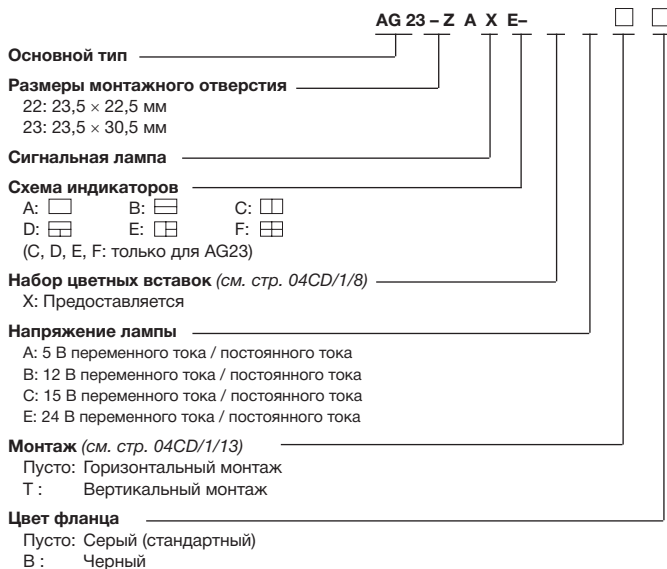 AG 23 – Z A X E–
Основной тип
Размеры монтажного отверстия
22: 23,5 × 22,5 мм
23: 23,5 × 30,5 мм
Сигнальная лампа
Схема индикаторов
A: B: C:
D: E: F:
(C, D, E, F: только для AG23)
Набор цветных вставок (см. стр. 04CD/1/8)
X: Предоставляется
Напряжение лампы
A: 5 В переменного тока / постоянного тока
B: 12 В переменного тока / постоянного тока
C: 15 В переменного тока / постоянного тока
E: 24 В переменного тока / постоянного тока
Монтаж (см. стр. 04CD/1/13)
Пусто: Горизонтальный монтаж
T : Вертикальный монтаж
Цвет фланца
Пусто: Серый (стандартный)
B : Черный